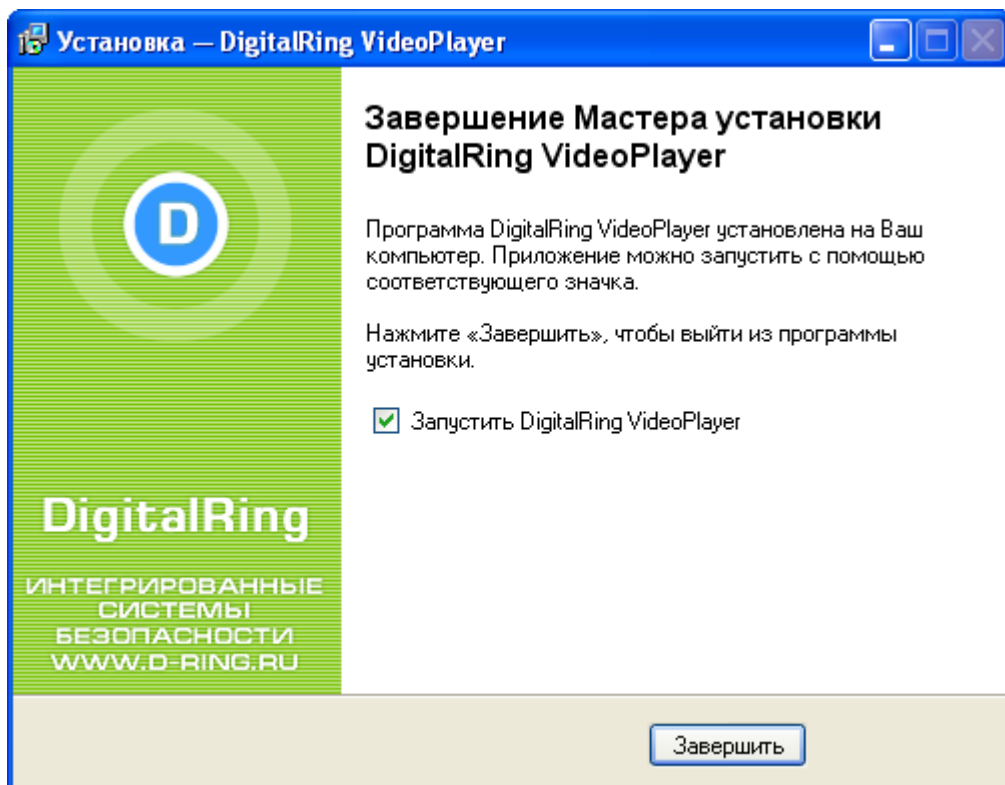 Установка — DigitalRing VideoPlayer
D
DigitalRing
ИНТЕГРИРОВАННЫЕ
СИСТЕМЫ
БЕЗОПАСНОСТИ
WWW.D-RING.RU
Завершение Мастера установки
DigitalRing VideoPlayer
Программа DigitalRing VideoPlayer установлена на Ваш
компьютер. Приложение можно запустить с помощью
соответствующего значка.
Нажмите «Завершить», чтобы выйти из программы
установки.
Запустить DigitalRing VideoPlayer
Завершить